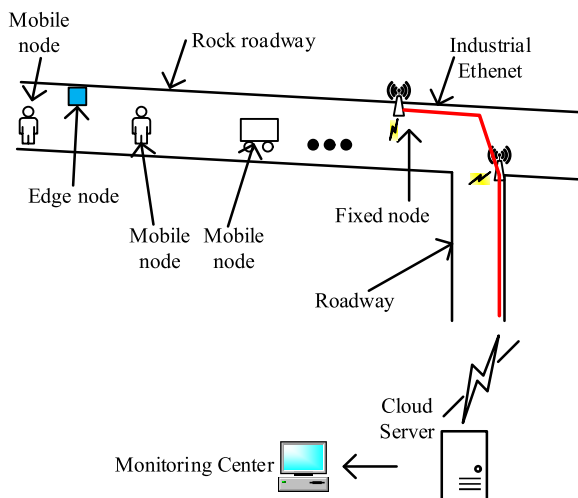 Mobile
node
Rock roadway
Industrial
Ethenet
Edge node
Mobile
node
Mobile
node
Fixed node
Roadway
Cloud
Server
Monitoring Center